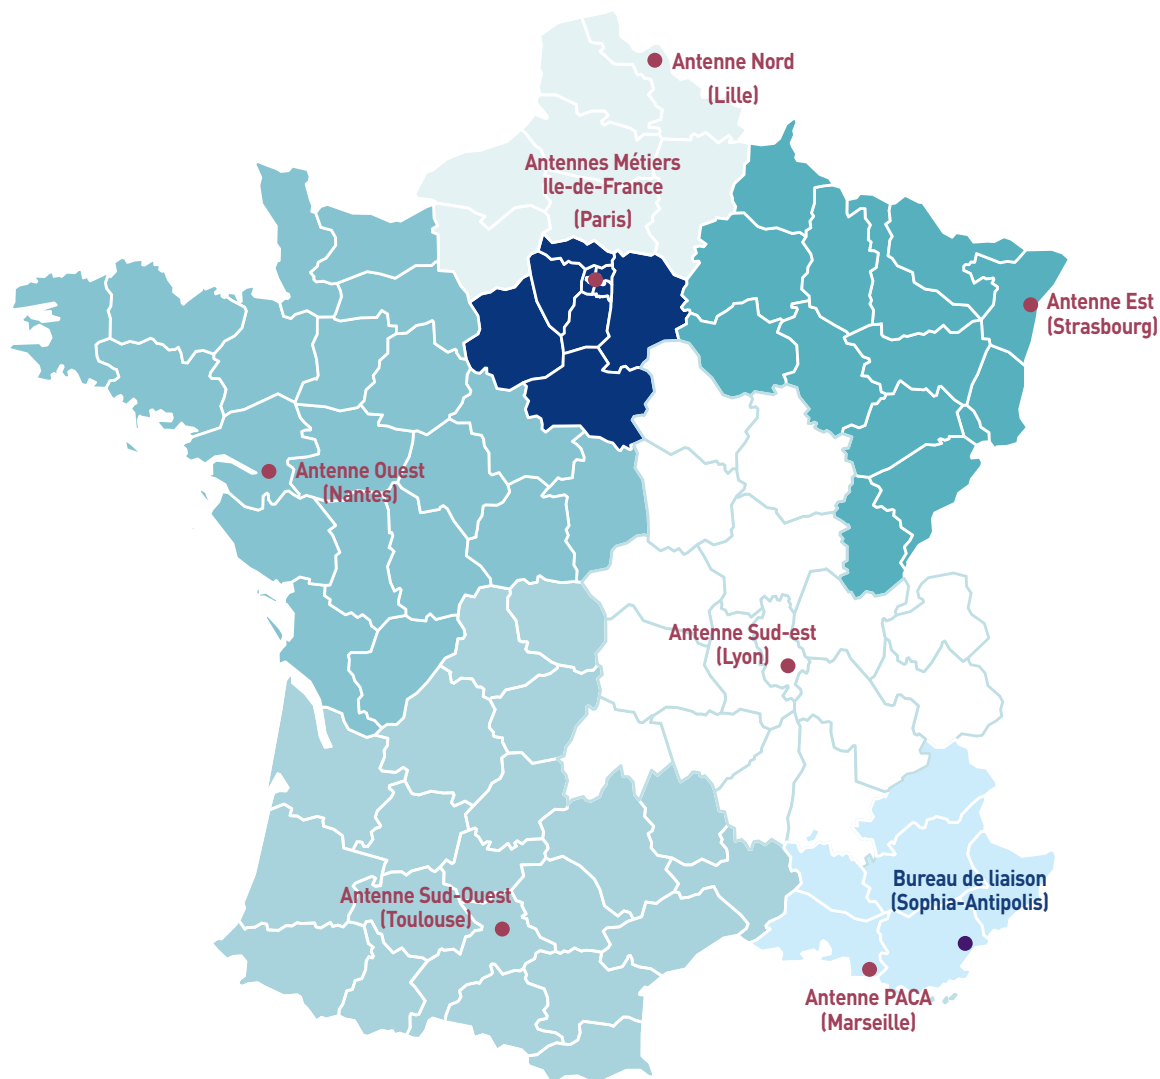 Antenne Nord
(Lille)
Antennes Métiers
Ile-de-France
(Paris)
Antenne Est
(Strasbourg)
Antenne Ouest
(Nantes)
Antenne Sud-est
(Lyon)
Antenne Sud-Ouest
(Toulouse)
Bureau de liaison
(Sophia-Antipolis)
Antenne PACA
(Marseille)